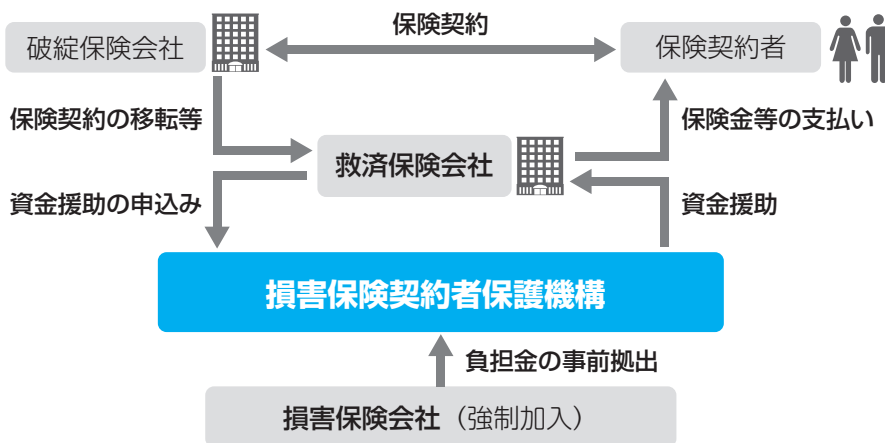 保険契約
破綻保険会社
保険契約者
保険契約の移転等
保険金等の支払い
救済保険会社
資金援助の申込み
資金援助
損害保険契約者保護機構
負担金の事前拠出
損害保険会社（強制加入）